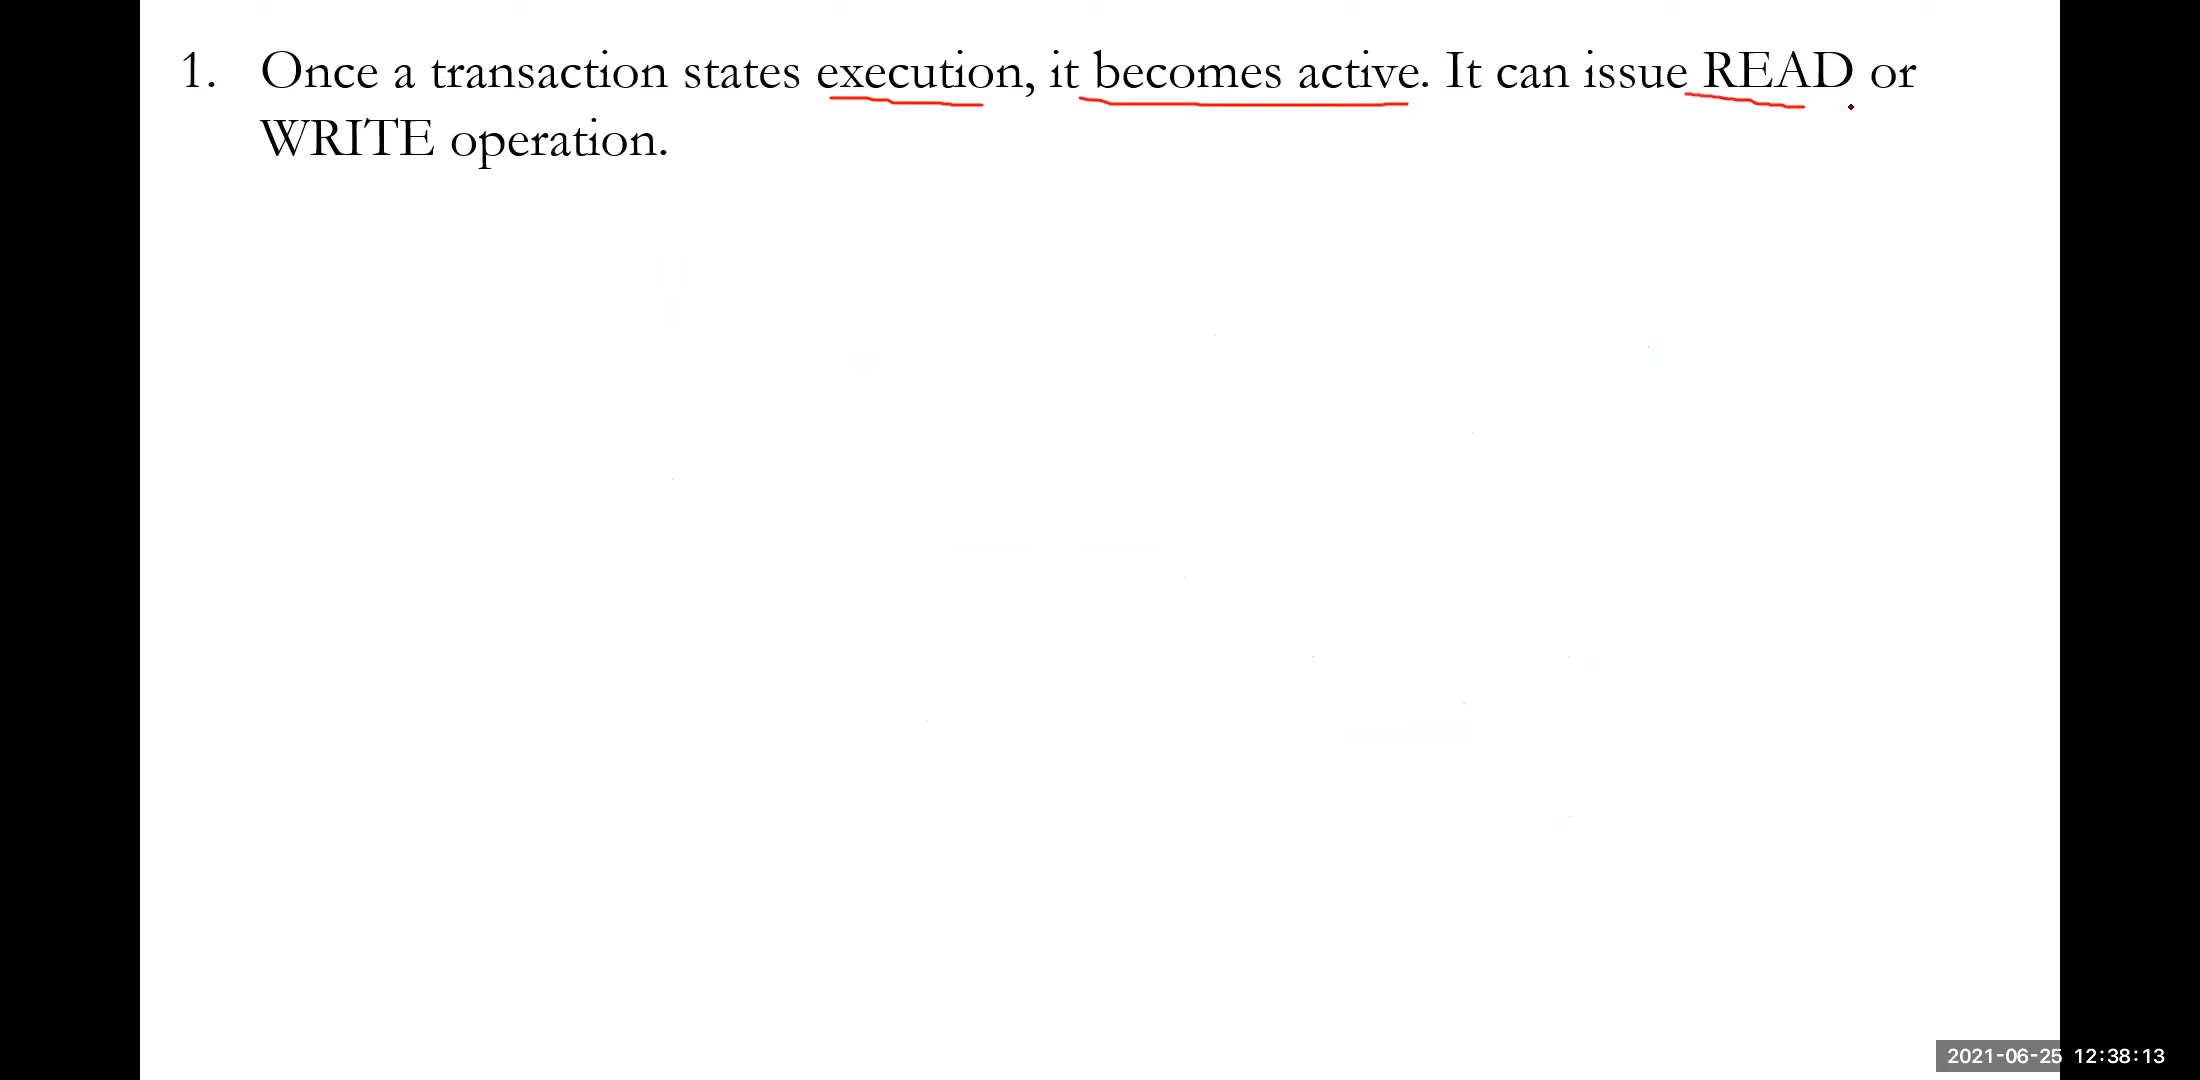 1. Once a transaction states execution, it becomes active. It can issue READ or
WRITE operation.
2021-06-25 12:38:13